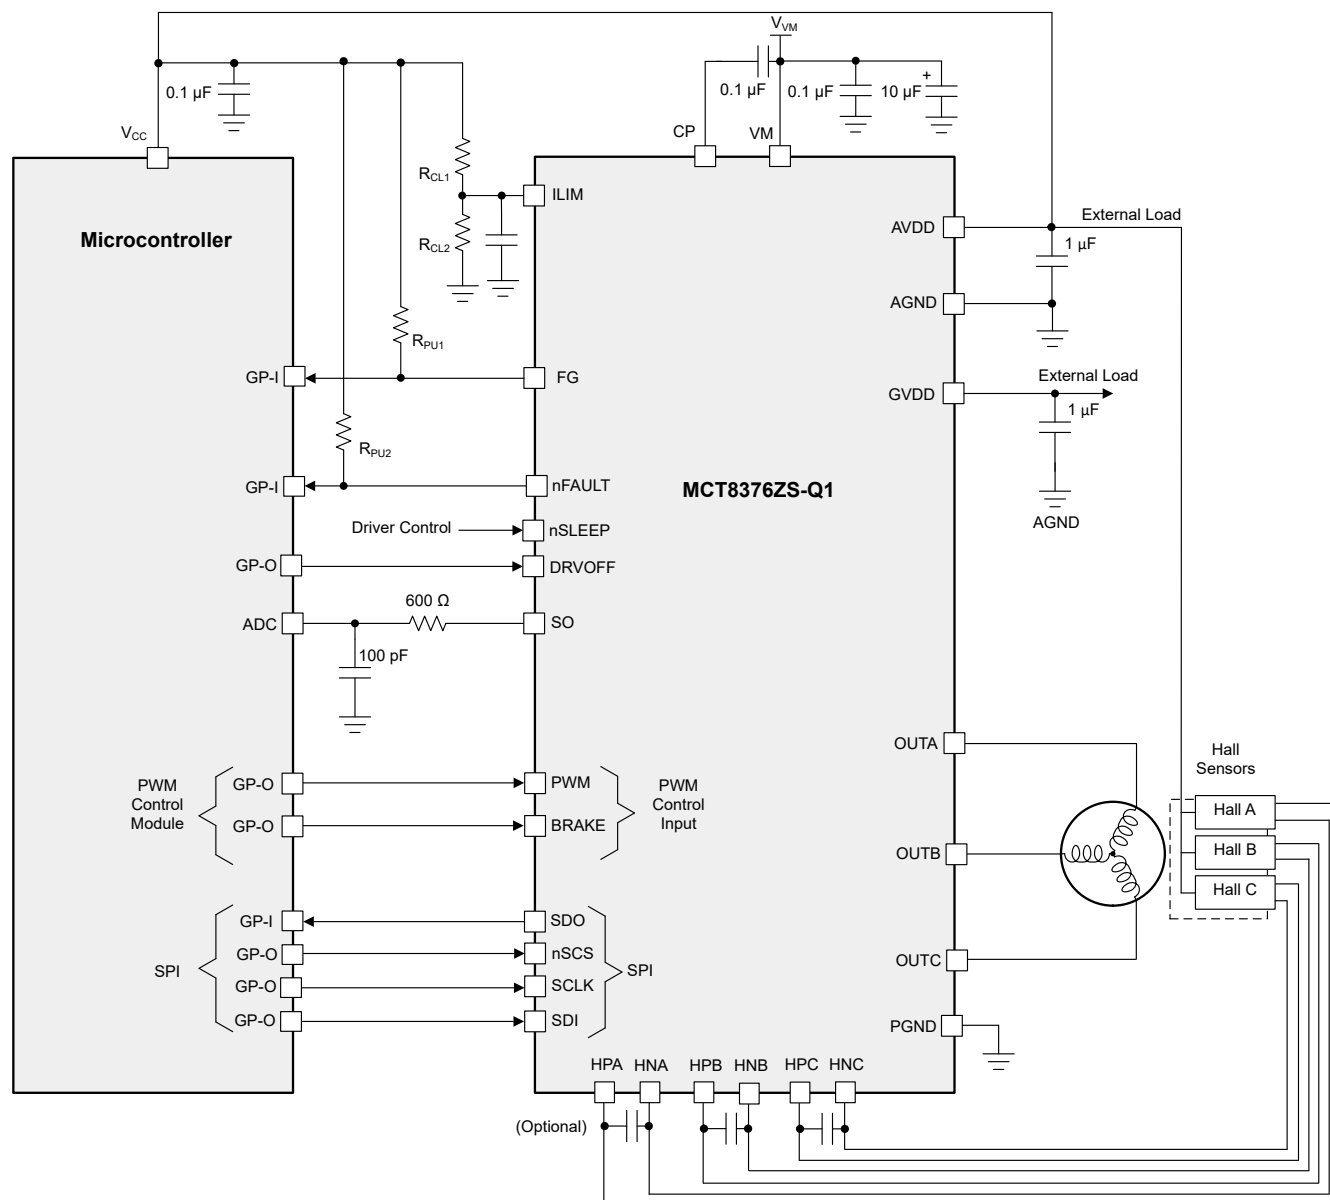 V_VM
0.1 µF
0.1 µF
0.1 µF
10 µF
+
V_CC
CP
VM
R_CL1
ILIM
Microcontroller
R_CL2
AVDD
External Load
1 µF
AGND
R_PU1
GP-I
FG
GVDD
External Load
1 µF
R_PU2
GP-I
nFAULT
MCT8376ZS-Q1
AGND
Driver Control
nSLEEP
GP-O
DRVOFF
600 Ω
ADC
SO
100 pF
OUTA
Hall
Sensors
PWM
Control
Module
GP-O
GP-O
PWM
BRAKE
PWM
Control
Input
Hall A
OUTB
Hall B
Hall C
GP-I
SDO
SPI
GP-O
nSCS
SPI
OUTC
GP-O
SCLK
GP-O
SDI
PGND
HPA
HNA
HPB
HNB
HPC
HNC
(Optional)